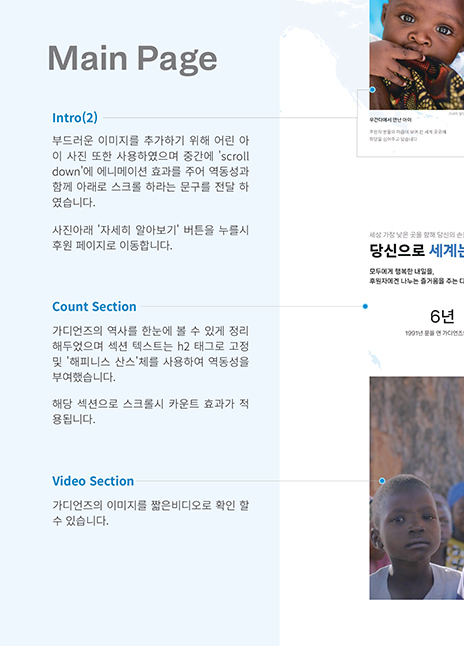 Main Page
Intro(2)
부드러운 이미지를 추가하기 위해 어린 아
이 사진 또한 사용하였으며 중간에 'scroll
down'에 에니메이션 효과를 주어 역동성과
함께 아래로 스크롤 하라는 문구를 전달 하
였습니다.
사진아래 '자세히 알아보기' 버튼을 누를시
후원 페이지로 이동합니다.
우간다에서 만난 아이
세상 가장 낮은 곳을 향해 당신의 손
당신으로 세계는
모두에게 행복한 내일을,
후원자에겐 나누는 즐거움을 주는
6년
1991년 문을 연 가디언즈
Count Section
가디언즈의 역사를 한눈에 볼 수 있게 정리
해두었으며 섹션 텍스트는 h2 태그로 고정
및 '해피니스 산스'체를 사용하여 역동성을
부여했습니다.
해당 섹션으로 스크롤시 카운트 효과가 적
용됩니다.
Video Section
가디언즈의 이미지를 짧은비디오로 확인 할
수 있습니다.